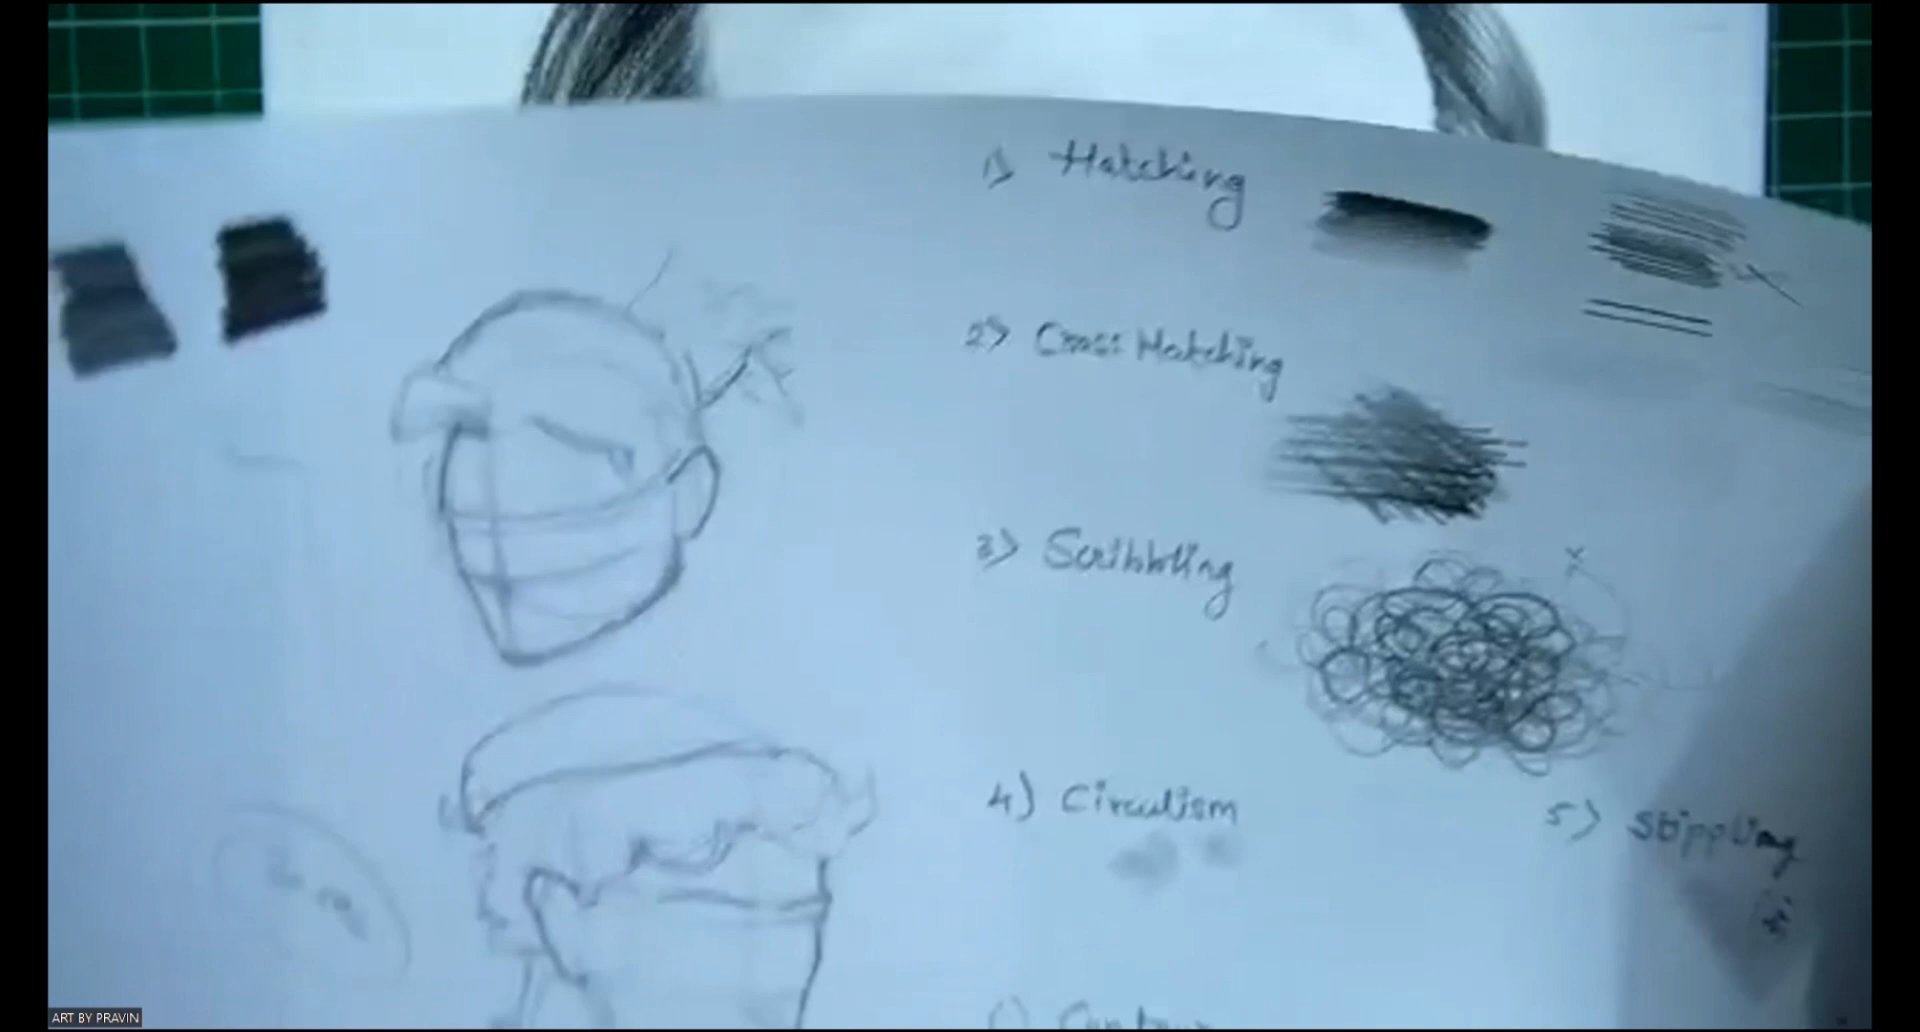 1) Hatching
2) Cross Hatching
3) Scribbling
4) Circulism
5) Stippling
ART BY PRAVIN